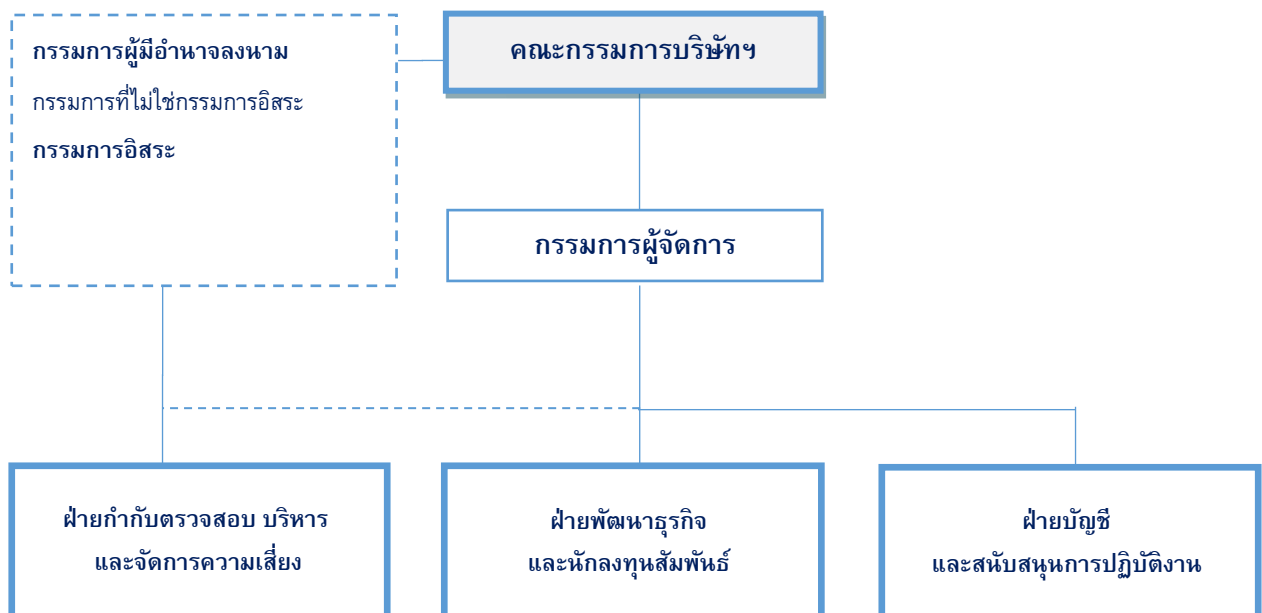 กรรมการผู้มีอำนาจลงนาม
กรรมการที่ไม่ใช่กรรมการอิสระ
กรรมการอิสระ
คณะกรรมการบริษัทฯ
กรรมการผู้จัดการ
ฝ่ายกำกับตรวจสอบ บริหาร
และจัดการความเสี่ยง
ฝ่ายพัฒนาธุรกิจ
และนักลงทุนสัมพันธ์
ฝ่ายบัญชี
และสนับสนุนการปฏิบัติงาน